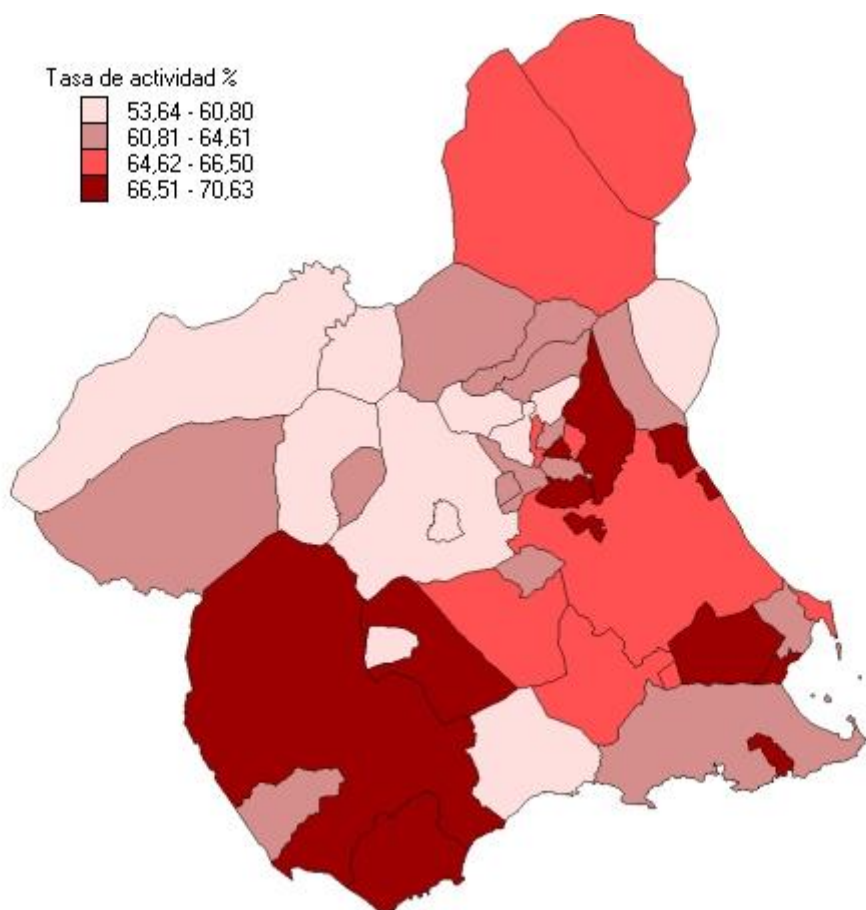 Tasa de actividad %
53,64 - 60,80
60,81 - 64,61
64,62 - 66,50
66,51 - 70,63